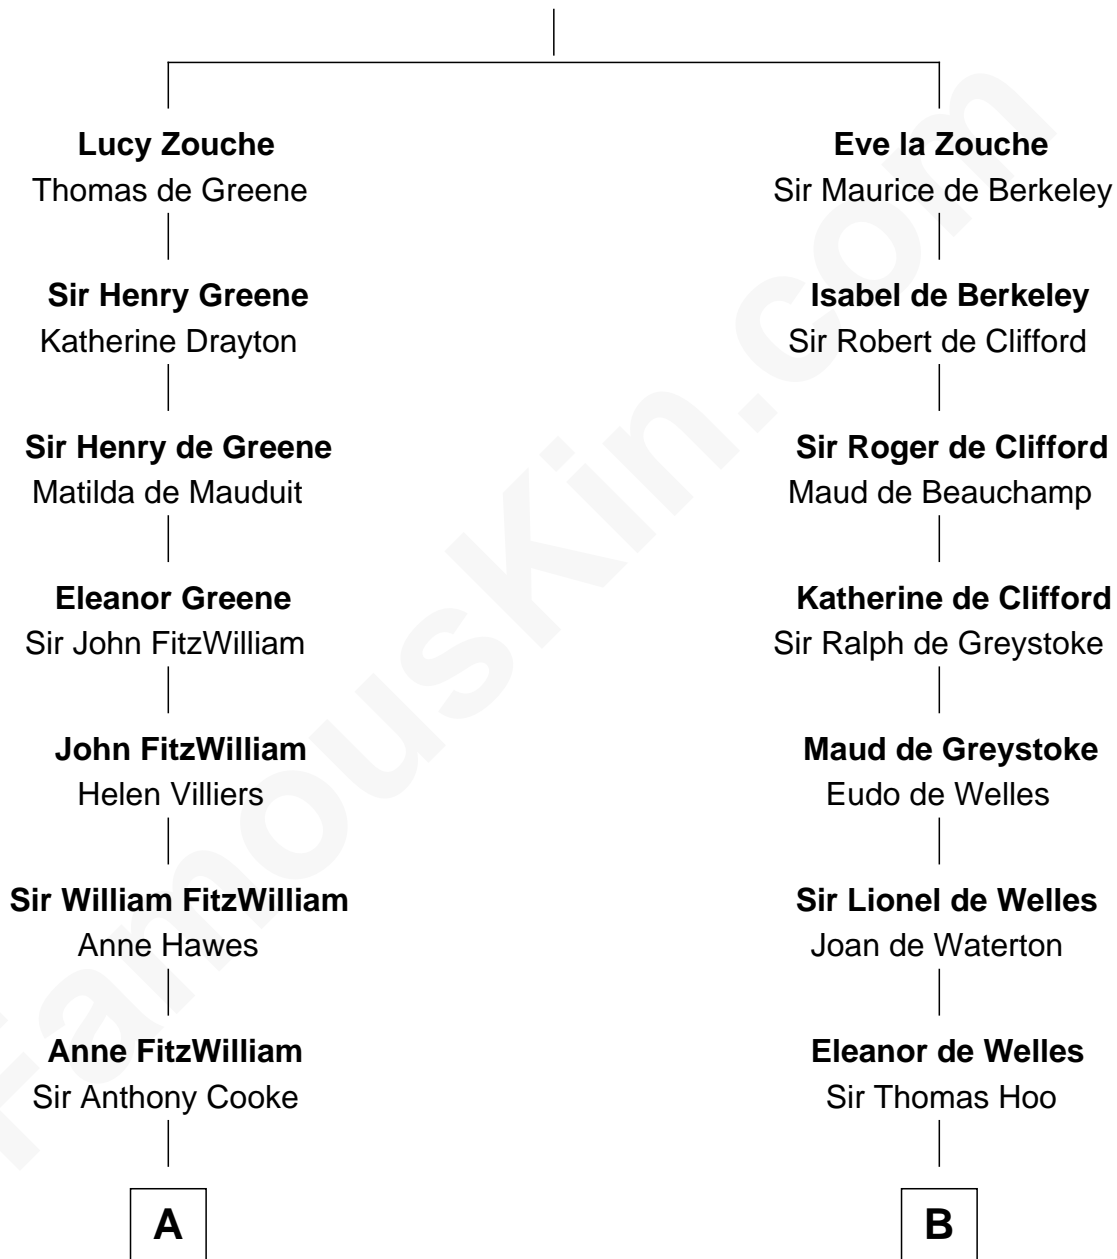 Lucy Zouche
Thomas de Greene
Sir Henry Greene
Katherine Drayton
Sir Henry de Greene
Matilda de Mauduit
Eleanor Greene
Sir John FitzWilliam
John FitzWilliam
Helen Villiers
Sir William FitzWilliam
Anne Hawes
Anne FitzWilliam
Sir Anthony Cooke
A
Eve la Zouche
Sir Maurice de Berkeley
Isabel de Berkeley
Sir Robert de Clifford
Sir Roger de Clifford
Maud de Beauchamp
Katherine de Clifford
Sir Ralph de Greystoke
Maud de Greystoke
Eudo de Welles
Sir Lionel de Welles
Joan de Waterton
Eleanor de Welles
Sir Thomas Hoo
B
FamousKin.com